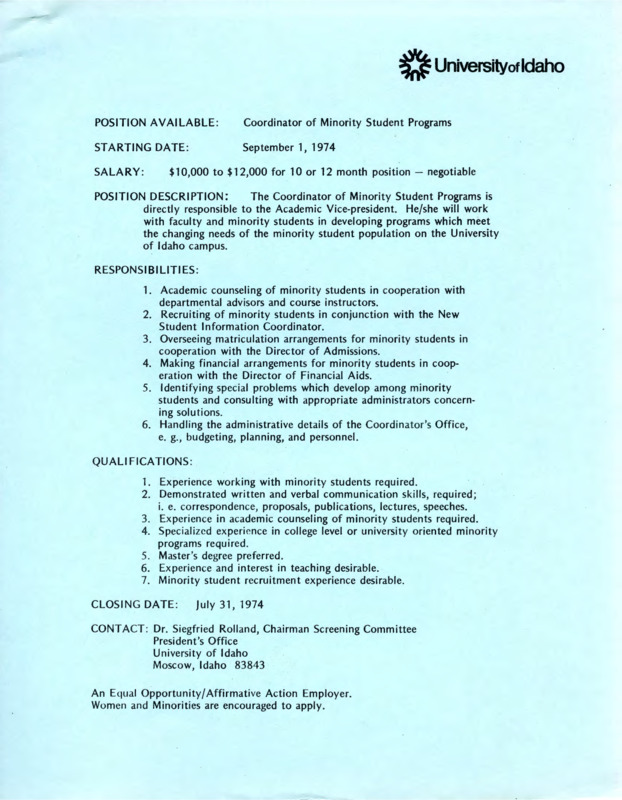 University of Idaho
POSITION AVAILABLE: Coordinator of Minority Student Programs
STARTING DATE: September 1, 1974
SALARY: $10,000 to $12,000 for 10 or 12 month position — negotiable
POSITION DESCRIPTION: The Coordinator of Minority Student Programs is
directly responsible to the Academic Vice-president. He/she will work
with faculty and minority students in developing programs which meet
the changing needs of the minority student population on the University
of Idaho campus.
RESPONSIBILITIES:
1. Academic counseling of minority students in cooperation with
departmental advisors and course instructors.
2. Recruiting of minority students in conjunction with the New
Student Information Coordinator.
3. Overseeing matriculation arrangements for minority students in
cooperation with the Director of Admissions.
4. Making financial arrangements for minority students in coop-
eration with the Director of Financial Aids.
5. Identifying special problems which develop among minority
students and consulting with appropriate administrators concern-
ing solutions.
6. Handling the administrative details of the Coordinator's Office,
e. g., budgeting, planning, and personnel.
QUALIFICATIONS:
1. Experience working with minority students required.
2. Demonstrated written and verbal communication skills, required;
i. e. correspondence, proposals, publications, lectures, speeches.
3. Experience in academic counseling of minority students required.
4. Specialized experience in college level or university oriented minority
programs required.
5. Master's degree preferred.
6. Experience and interest in teaching desirable.
7. Minority student recruitment experience desirable.
CLOSING DATE: July 31, 1974
CONTACT: Dr. Siegfried Rolland, Chairman Screening Committee
President's Office
University of Idaho
Moscow, Idaho 83843
An Equal Opportunity/Affirmative Action Employer.
Women and Minorities are encouraged to apply.